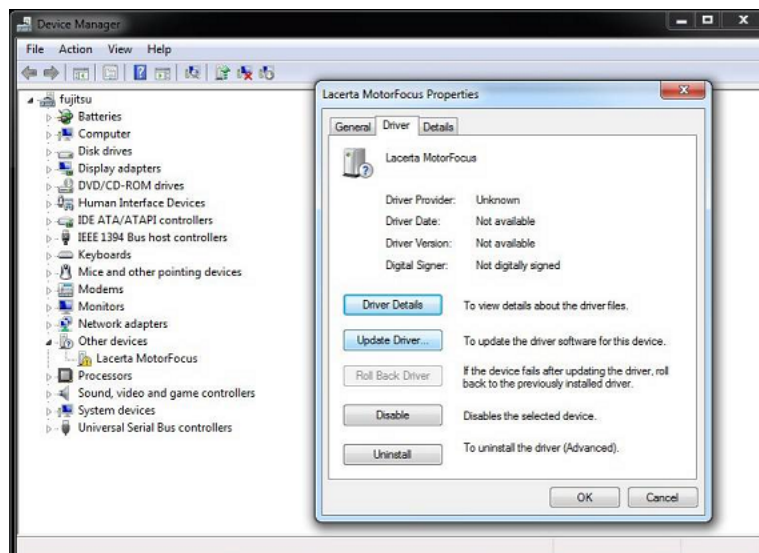 Device Manager
File Action View Help
fujitsu
Batteries
Computer
Disk drives
Display adapters
DVD/CD-ROM drives
Human Interface Devices
IDE ATA/ATAPI controllers
IEEE 1394 Bus host controllers
Keyboards
Mice and other pointing devices
Modems
Monitors
Network adapters
Other devices
Lacerta MotorFocus
Processors
Sound, video and game controllers
System devices
Universal Serial Bus controllers
Lacerta MotorFocus Properties
General Driver Details
Lacerta MotorFocus
Driver Provider: Unknown
Driver Date: Not available
Driver Version: Not available
Digital Signer: Not digitally signed
Driver Details To view details about the driver files.
Update Driver... To update the driver software for this device.
Roll Back Driver If the device fails after updating the driver, roll
back to the previously installed driver.
Disable Disables the selected device.
Uninstall To uninstall the driver (Advanced).
OK Cancel